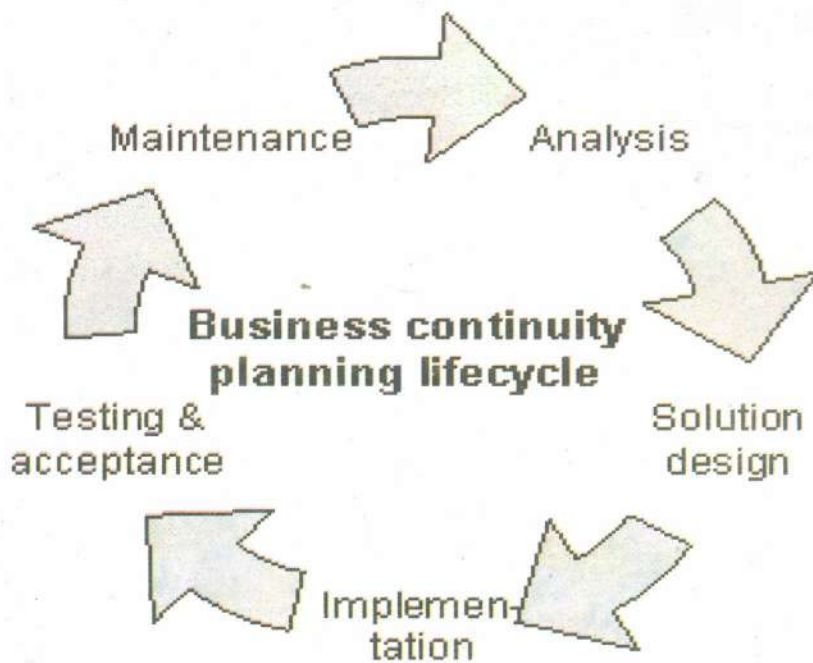 Maintenance
Analysis
Business continuity
planning lifecycle
Solution
design
Implemen-
tation
Testing &
acceptance